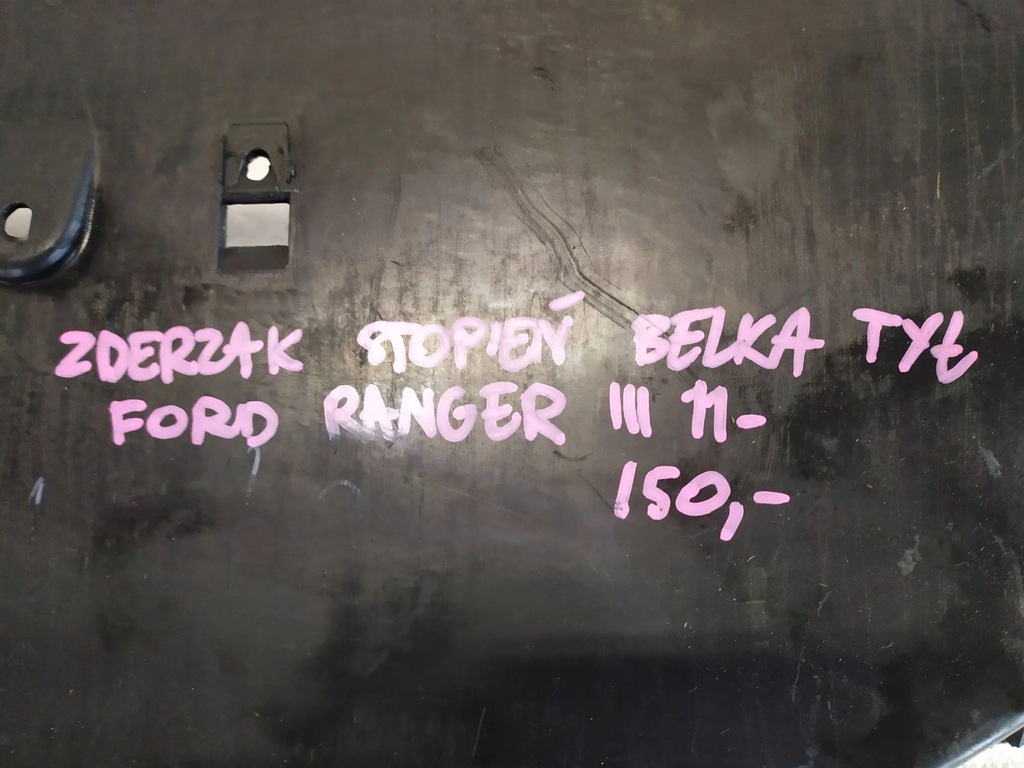 ZDERZAK STOPIEŃ BELKA TYŁ
FORD RANGER III 11-
150,-